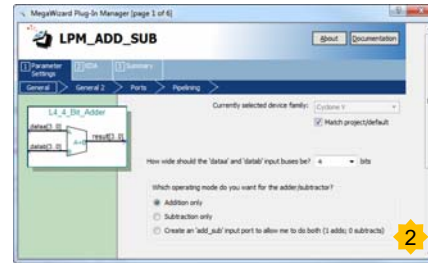 MegaWizard Plug-In Manager [page 1 of 6]
LPM_ADD_SUB
About
Documentation
1 Parameter Settings
2 EDA
3 Summary
General
General 2
Ports
Pipelining
Currently selected device family:
Cyclone V
Match project/default
L4_4_Bit_Adder
dataa[3..0]
datab[3..0]
A+B
result[3..0]
How wide should the 'dataa' and 'datab' input buses be?
4
bits
Which operating mode do you want for the adder/subtractor?
Addition only
Subtraction only
Create an 'add_sub' input port to allow me to do both (1 adds; 0 subtracts)
2